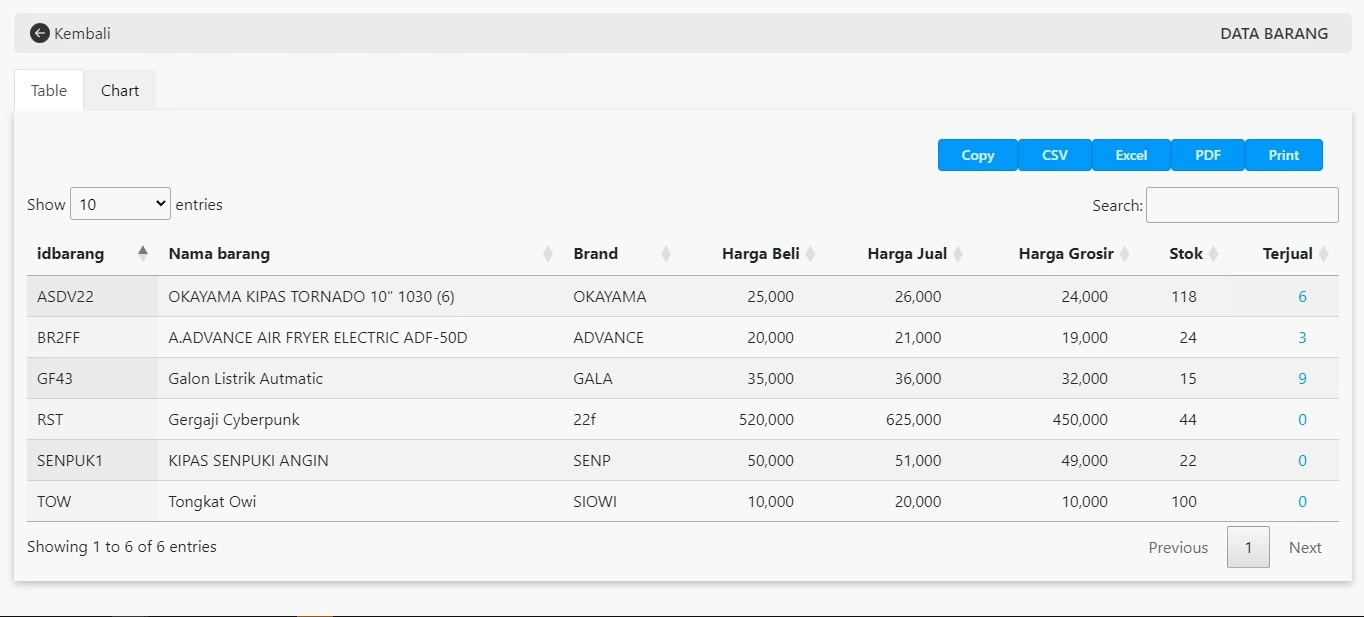 Kembali DATA BARANG
Table Chart
Copy CSV Excel PDF Print
Show 10 entries Search:
idbarang Nama barang Brand Harga Beli Harga Jual Harga Grosir Stok Terjual
ASDV22 OKAYAMA KIPAS TORNADO 10" 1030 (6) OKAYAMA 25,000 26,000 24,000 118 6
BR2FF A.ADVANCE AIR FRYER ELECTRIC ADF-50D ADVANCE 20,000 21,000 19,000 24 3
GF43 Galon Listrik Autmatic GALA 35,000 36,000 32,000 15 9
RST Gergaji Cyberpunk 22f 520,000 625,000 450,000 44 0
SENPUK1 KIPAS SENPUKI ANGIN SENP 50,000 51,000 49,000 22 0
TOW Tongkat Owi SIOWI 10,000 20,000 10,000 100 0
Showing 1 to 6 of 6 entries Previous 1 Next